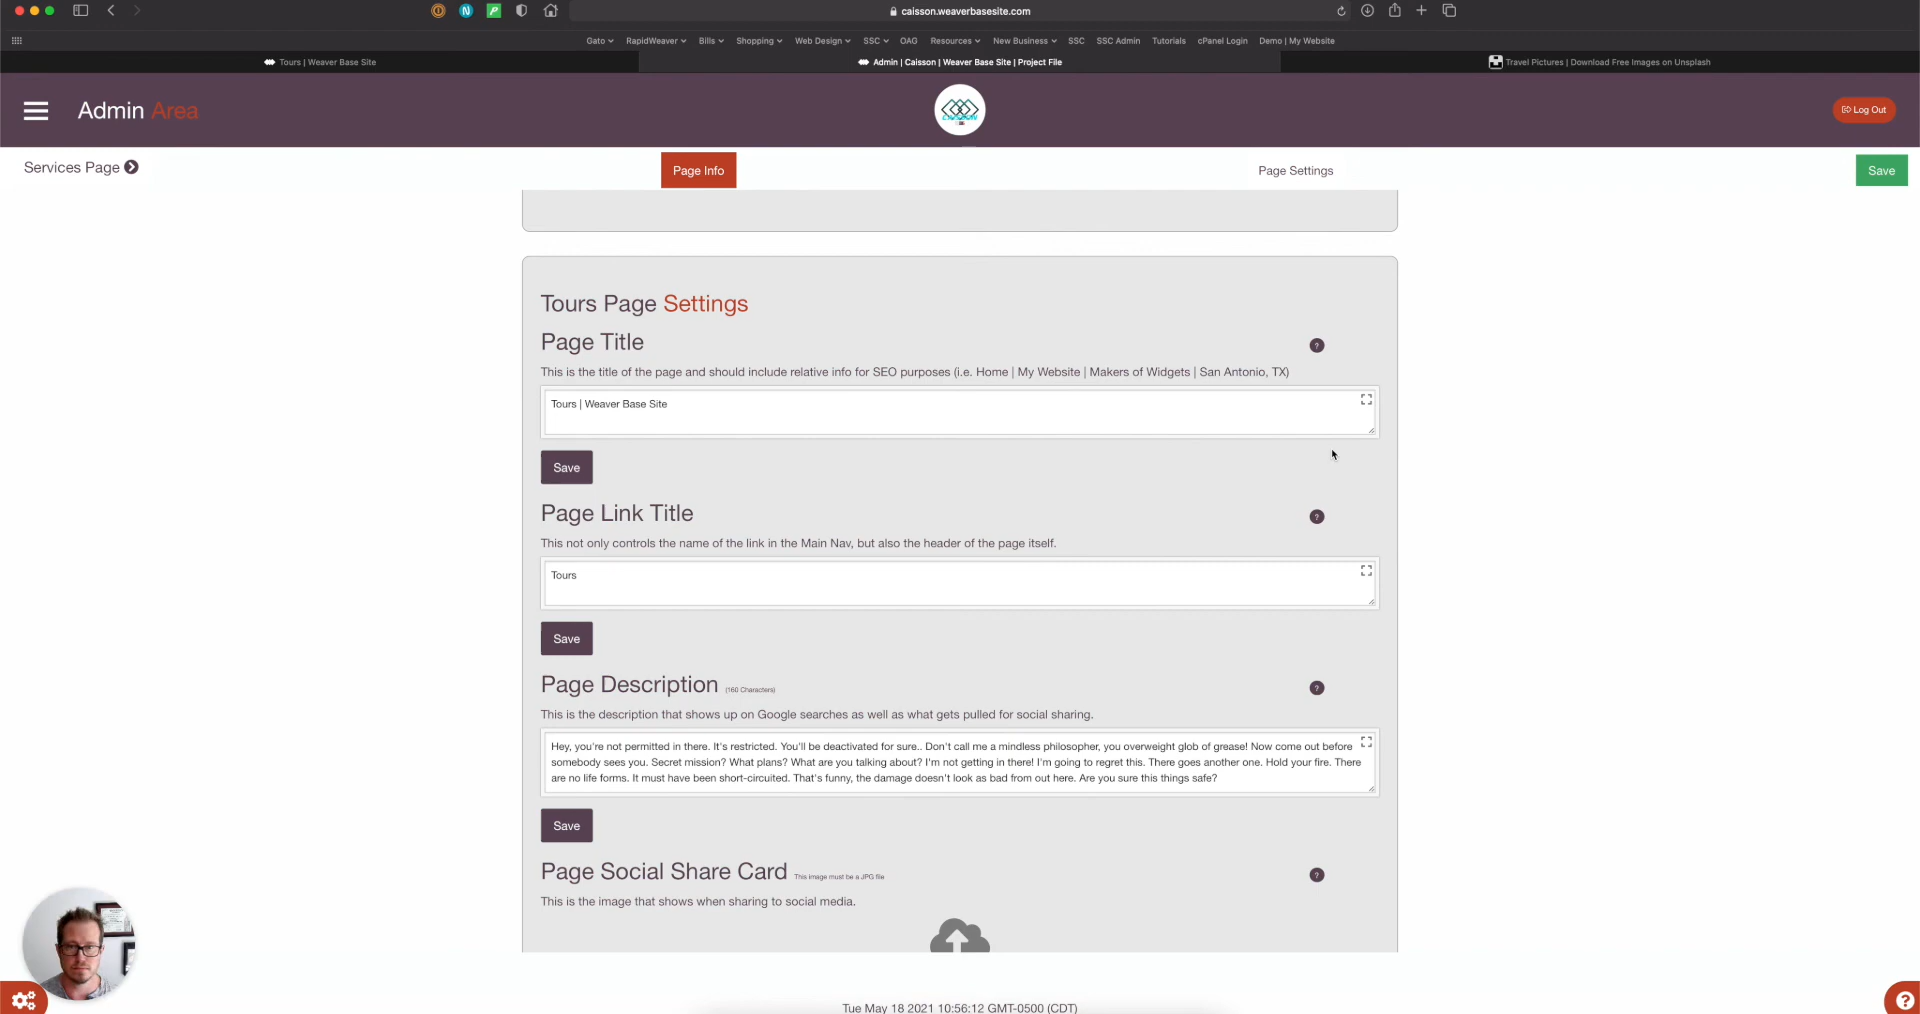 caisson.weaverbasesite.com
Gato RapidWeaver Bills Shopping Web Design SSC OAG Resources New Business SSC SSC Admin Tutorials cPanel Login Demo | My Website
Tours | Weaver Base Site
Admin | Caisson | Weaver Base Site | Project File
Travel Pictures | Download Free Images on Unsplash
Admin Area
Log Out
Services Page
Page Info
Page Settings
Save
Tours Page Settings
Page Title
This is the title of the page and should include relative info for SEO purposes (i.e. Home | My Website | Makers of Widgets | San Antonio, TX)
Tours | Weaver Base Site
Save
Page Link Title
This not only controls the name of the link in the Main Nav, but also the header of the page itself.
Tours
Save
Page Description (160 Characters)
This is the description that shows up on Google searches as well as what gets pulled for social sharing.
Hey, you're not permitted in there. It's restricted. You'll be deactivated for sure.. Don't call me a mindless philosopher, you overweight glob of grease! Now come out before
somebody sees you. Secret mission? What plans? What are you talking about? I'm not getting in there! I'm going to regret this. There goes another one. Hold your fire. There
are no life forms. It must have been short-circuited. That's funny, the damage doesn't look as bad from out here. Are you sure this things safe?
Save
Page Social Share Card This image must be a JPG file
This is the image that shows when sharing to social media.
Tue May 18 2021 10:56:12 GMT-0500 (CDT)